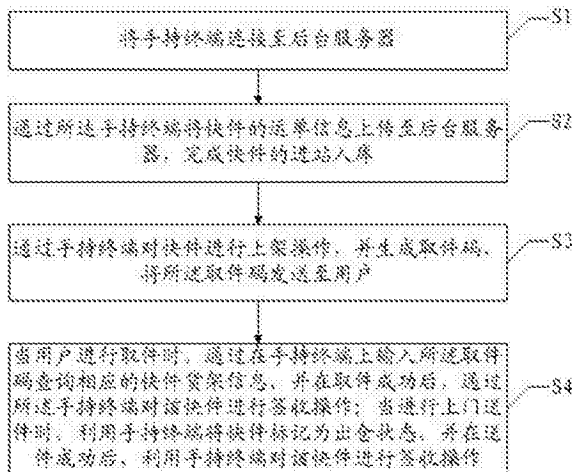 将手持终端连接至后台服务器
S1
通过所述手持终端将快件的运单信息上传至后台服务
器，完成快件的进站入库
S2
通过手持终端对快件进行上架操作，并生成取件码，
将所述取件码发送至用户
S3
当用户进行取件时，通过在手持终端上输入所述取件
码查询相应的快件货架信息，并在取件成功后，通过
所述手持终端对该快件进行签收操作；当进行上门送
件时，利用手持终端将快件标记为出仓状态，并在送
件成功后，利用手持终端对该快件进行签收操作
S4